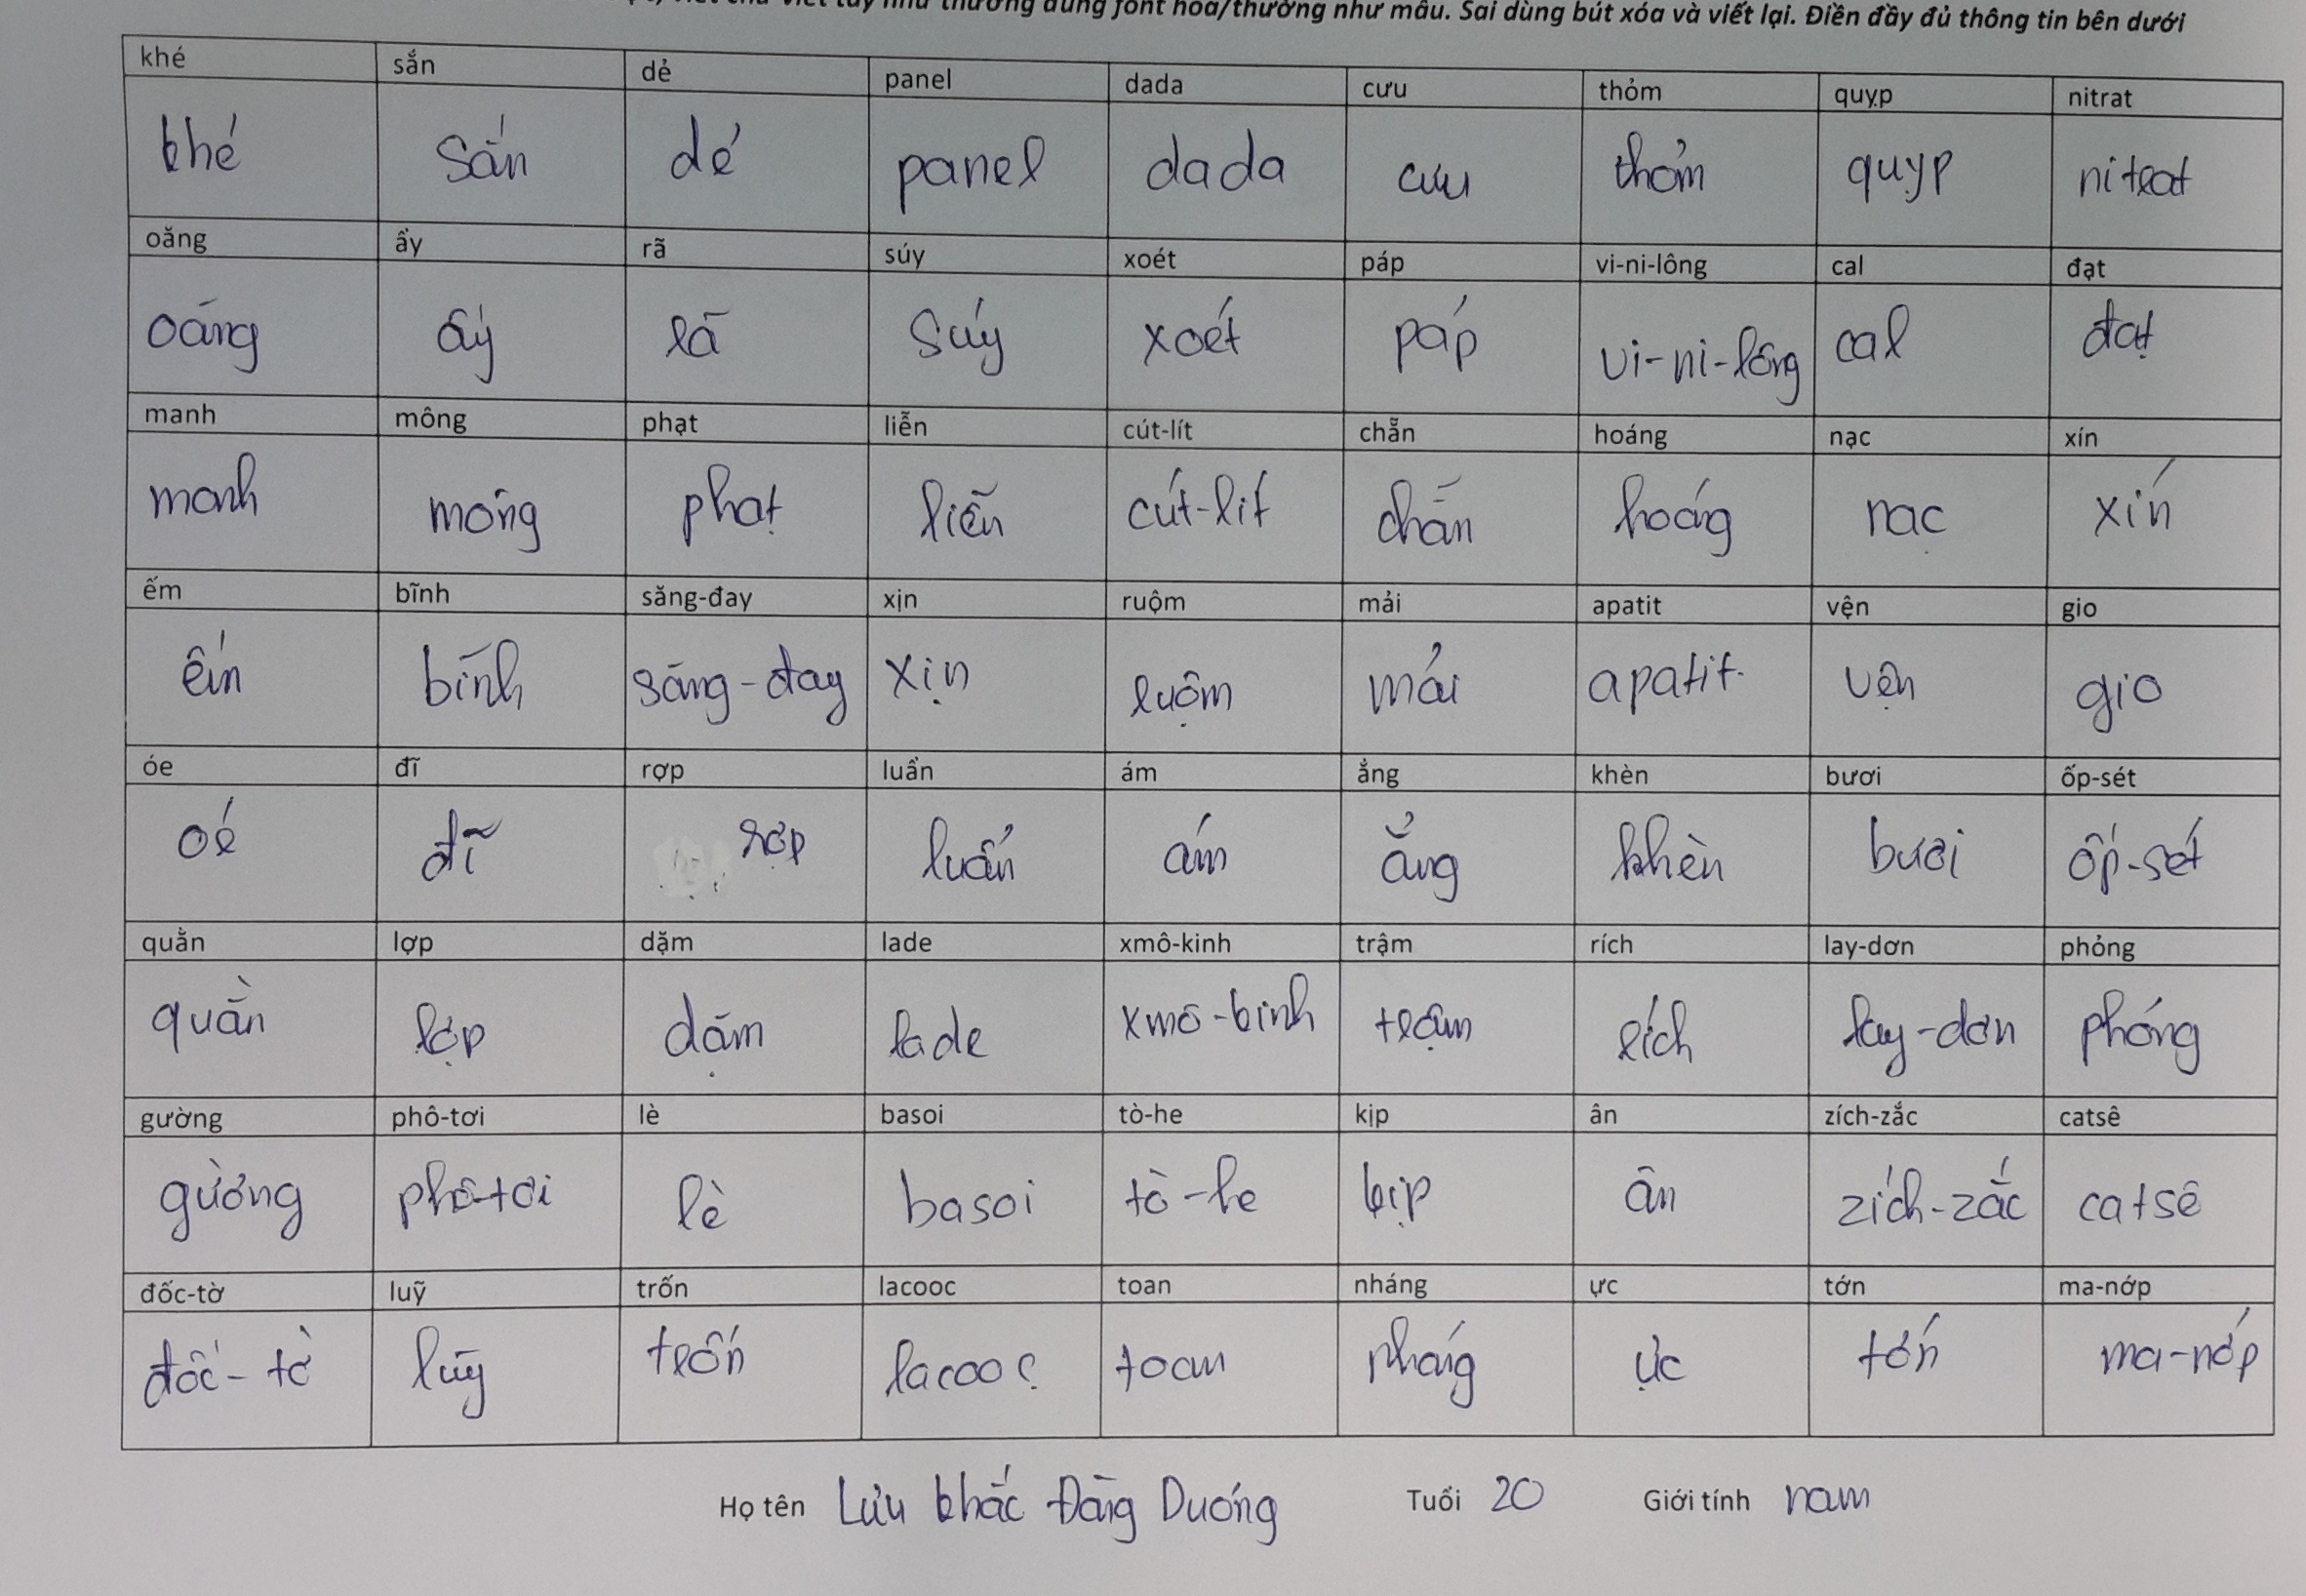 viết chữ viết tay như thường dùng font hoa/thường như mẫu. Sai dùng bút xóa và viết lại. Điền đầy đủ thông tin bên dưới
khé sắn dẻ panel dada cưu thỏm quỵp nitrat
khé sắn dẻ panel dada cưu thỏm quỵp nitrat
oăng ẩy rã súy xoét páp vi-ni-lông cal đạt
oăng ẩy rã súy xoét páp vi-ni-lông cal đạt
manh mông phạt liễn cút-lít chẵn hoáng nạc xín
manh mông phạt liễn cút-lít chẵn hoáng nạc xín
ếm bĩnh săng-đay xịn ruộm mải apatit vện gio
ếm bĩnh săng-đay xịn ruộm mải apatit vện gio
óe đĩ rợp luẩn ám ẳng khèn bươi ốp-sét
oé đĩ rợp luẩn ám ẳng khèn bươi ốp-sét
quằn lợp dặm lade xmô-kinh trậm rích lay-dơn phỏng
quằn lợp dặm lade xmô-kinh trậm rích lay-dơn phỏng
gường phô-tơi lè basoi tò-he kịp ân zích-zắc catsê
gường phô-tơi lè basoi tò-he kịp ân zích-zắc catsê
đốc-tờ luỹ trốn lacooc toan nháng ực tớn ma-nớp
đốc-tờ luỹ trốn lacooc toan nháng ực tớn ma-nớp
Họ tên Lưu Khắc Đăng Dương Tuổi 20 Giới tính nam